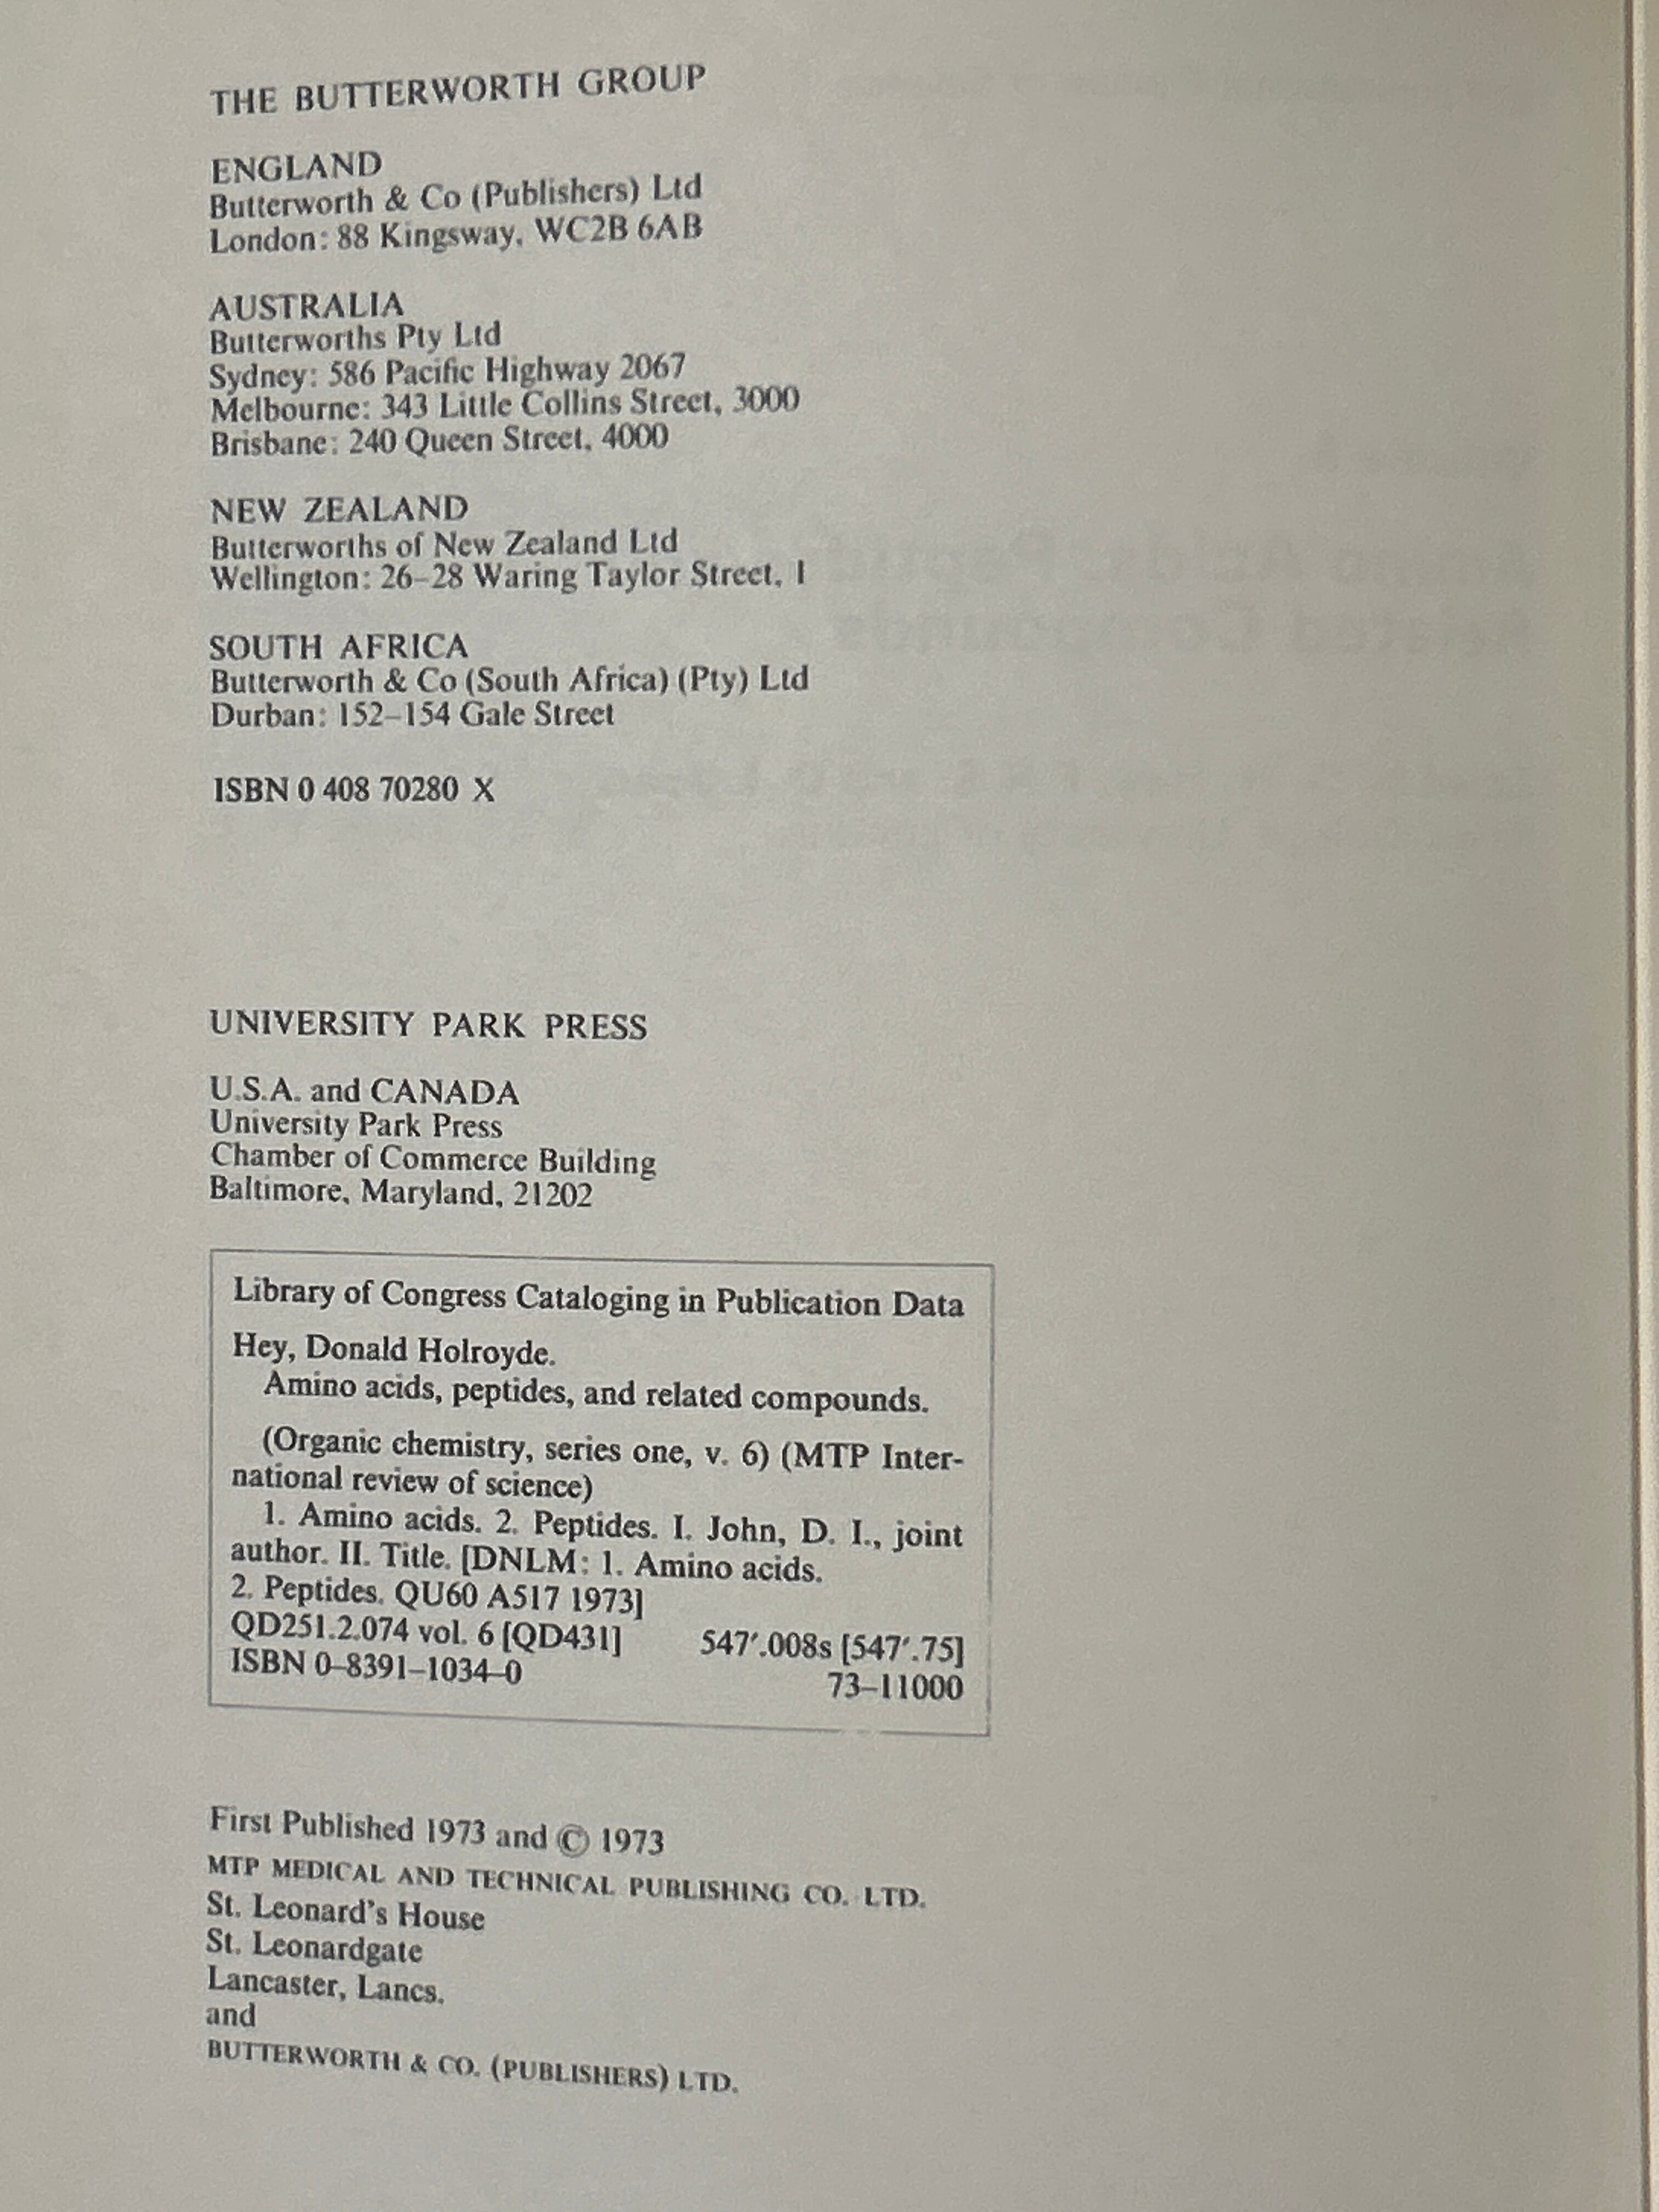 THE BUTTERWORTH GROUP
ENGLAND
Butterworth & Co (Publishers) Ltd
London: 88 Kingsway, WC2B 6AB
AUSTRALIA
Butterworths Pty Ltd
Sydney: 586 Pacific Highway 2067
Melbourne: 343 Little Collins Street, 3000
Brisbane: 240 Queen Street, 4000
NEW ZEALAND
Butterworths of New Zealand Ltd
Wellington: 26–28 Waring Taylor Street, 1
SOUTH AFRICA
Butterworth & Co (South Africa) (Pty) Ltd
Durban: 152–154 Gale Street
ISBN 0 408 70280 X
UNIVERSITY PARK PRESS
U.S.A. and CANADA
University Park Press
Chamber of Commerce Building
Baltimore, Maryland, 21202
Library of Congress Cataloging in Publication Data
Hey, Donald Holroyde.
Amino acids, peptides, and related compounds.
(Organic chemistry, series one, v. 6) (MTP Inter-
national review of science)
1. Amino acids. 2. Peptides. I. John, D. I., joint
author. II. Title. [DNLM: 1. Amino acids.
2. Peptides. QU60 A517 1973]
QD251.2.074 vol. 6 [QD431] 547′.008s [547′.75]
ISBN 0–8391–1034–0 73–11000
First Published 1973 and © 1973
MTP MEDICAL AND TECHNICAL PUBLISHING CO. LTD.
St. Leonard's House
St. Leonardgate
Lancaster, Lancs.
and
BUTTERWORTH & CO. (PUBLISHERS) LTD.